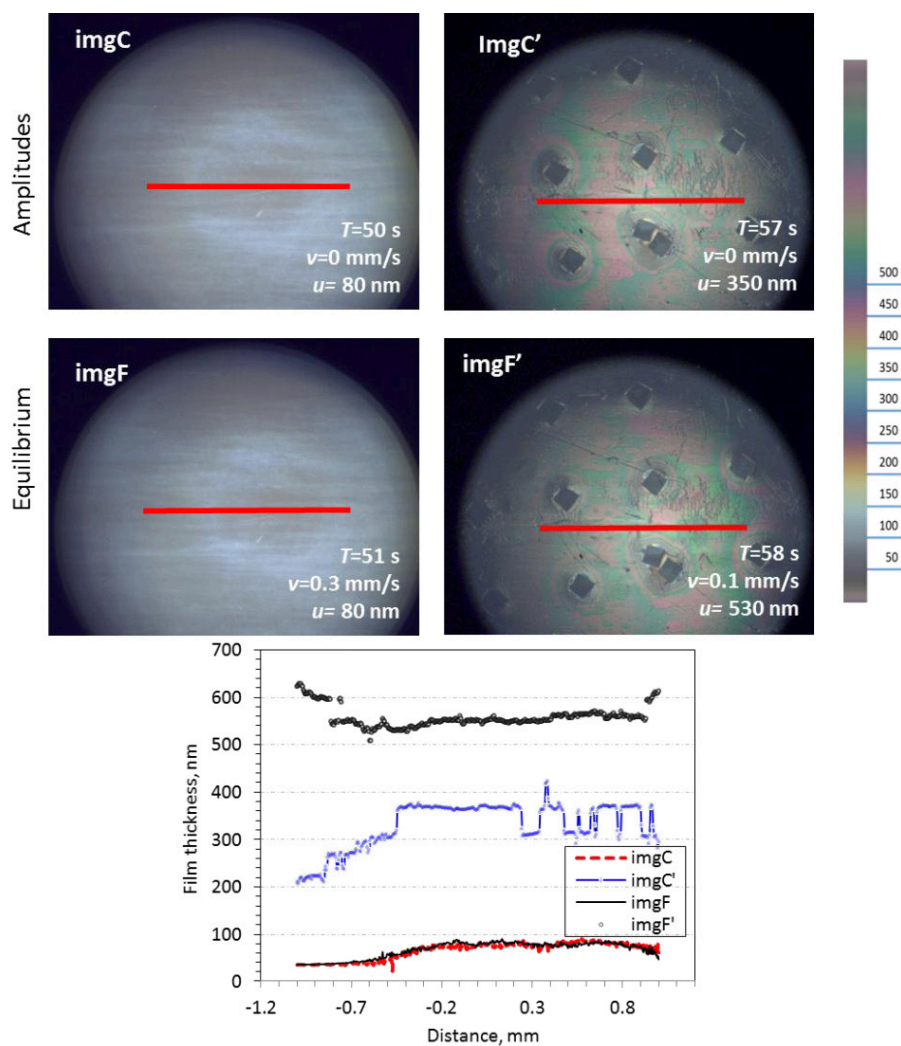 imgC
T=50 s
v=0 mm/s
u= 80 nm
ImgC’
T=57 s
v=0 mm/s
u= 350 nm
Amplitudes
imgF
T=51 s
v=0.3 mm/s
u= 80 nm
imgF’
T=58 s
v=0.1 mm/s
u= 530 nm
Equilibrium
500
450
400
350
300
250
200
150
100
50
Film thickness, nm
700
600
500
400
300
200
100
0
imgC
imgC'
imgF
imgF'
-1.2 -0.7 -0.2 0.3 0.8
Distance, mm